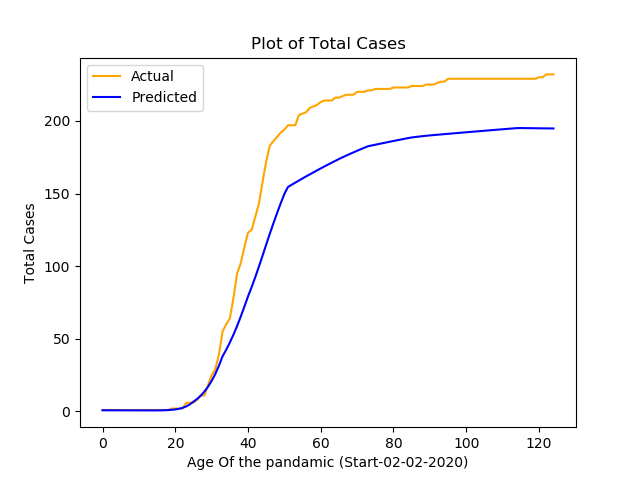 Plot of Total Cases
Actual
Predicted
Total Cases
200
150
100
50
0
0 20 40 60 80 100 120
Age Of the pandamic (Start-02-02-2020)